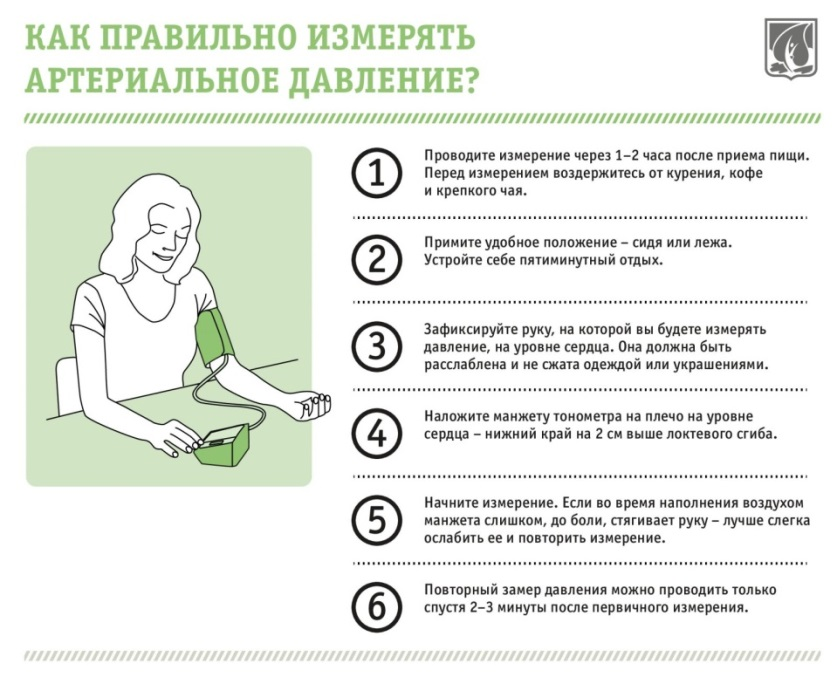 КАК ПРАВИЛЬНО ИЗМЕРЯТЬ
АРТЕРИАЛЬНОЕ ДАВЛЕНИЕ?
1
Проводите измерение через 1–2 часа после приема пищи.
Перед измерением воздержитесь от курения, кофе
и крепкого чая.
2
Примите удобное положение – сидя или лежа.
Устройте себе пятиминутный отдых.
3
Зафиксируйте руку, на которой вы будете измерять
давление, на уровне сердца. Она должна быть
расслаблена и не сжата одеждой или украшениями.
4
Наложите манжету тонометра на плечо на уровне
сердца – нижний край на 2 см выше локтевого сгиба.
5
Начните измерение. Если во время наполнения воздухом
манжета слишком, до боли, стягивает руку – лучше слегка
ослабить ее и повторить измерение.
6
Повторный замер давления можно проводить только
спустя 2–3 минуты после первичного измерения.